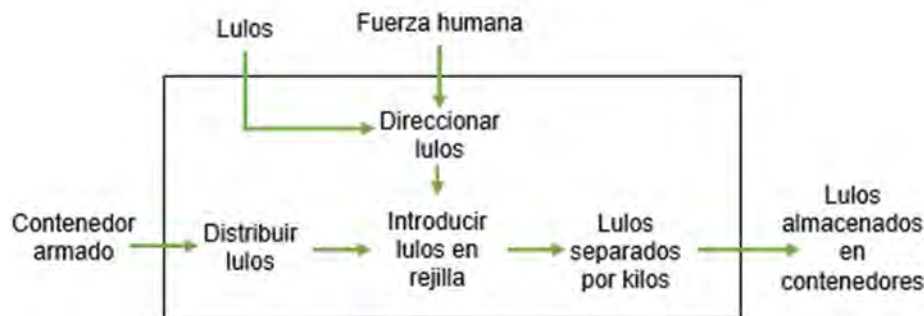 Lulos
Fuerza humana
Direccionar
lulos
Contenedor
armado
Distribuir
lulos
Introducir
lulos en
rejilla
Lulos
separados
por kilos
Lulos
almacenados
en
contenedores